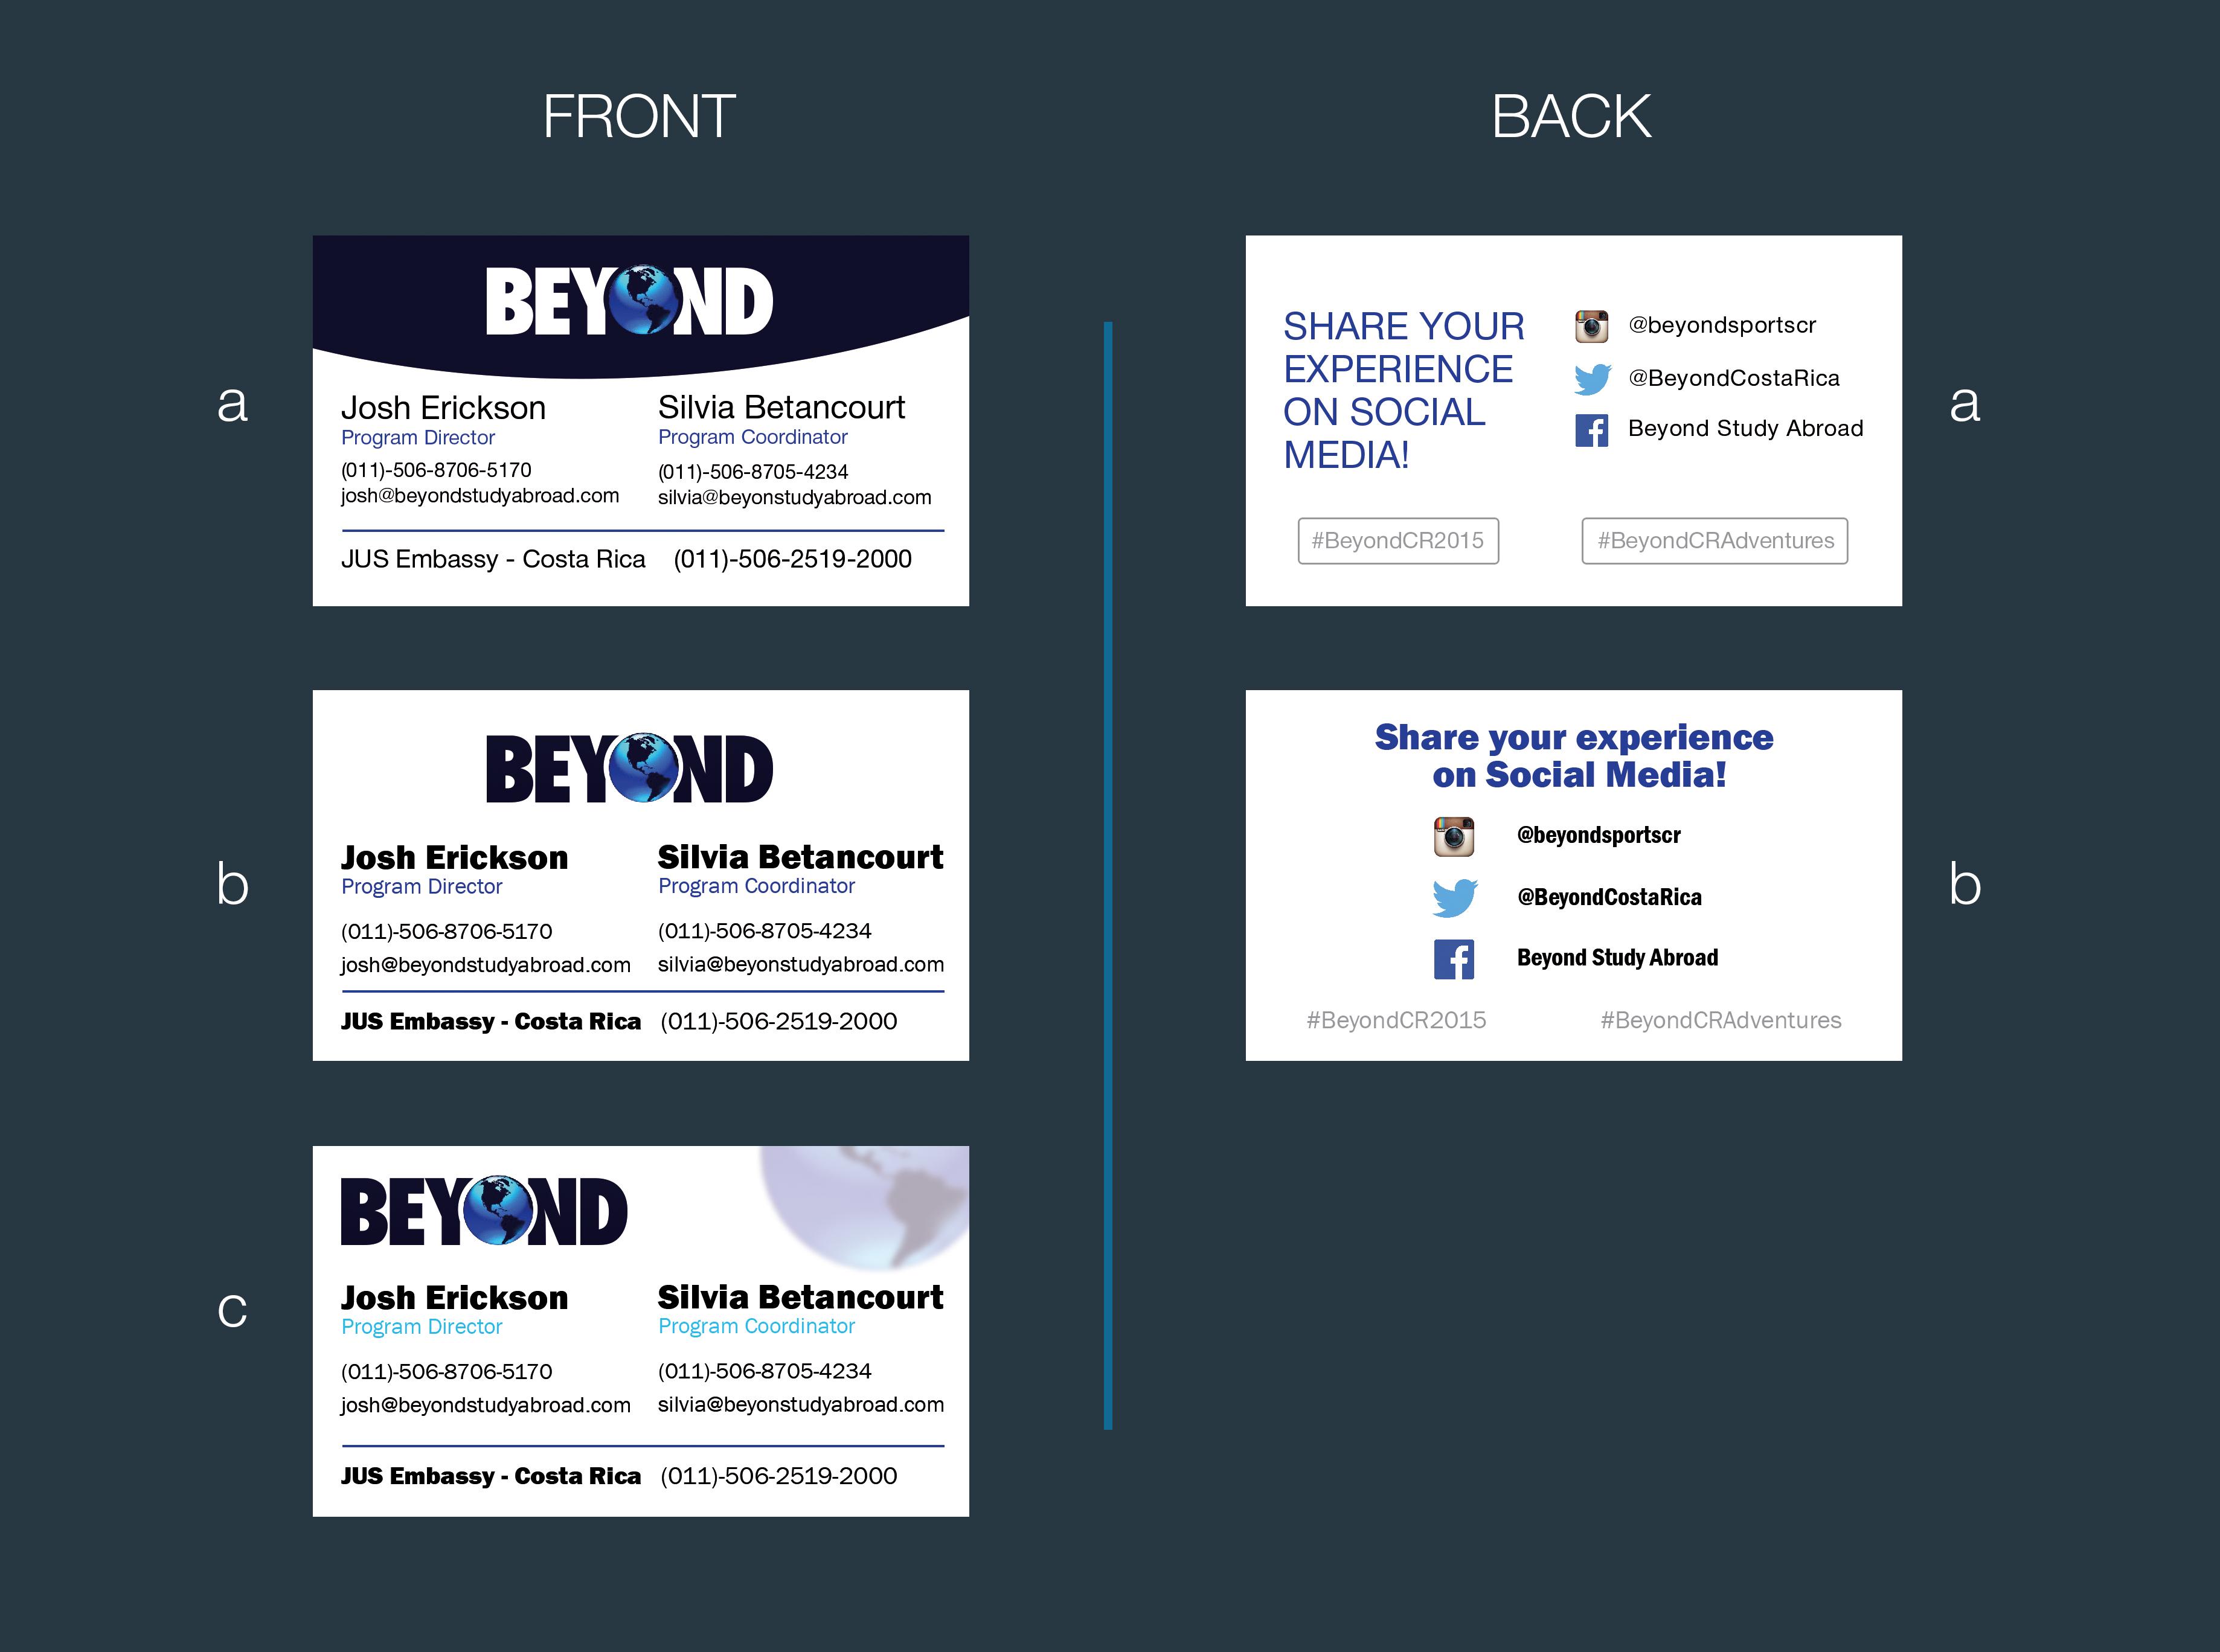 FRONT
BACK
a
BEYOND
Josh Erickson
Program Director
(011)-506-8706-5170
josh@beyondstudyabroad.com
Silvia Betancourt
Program Coordinator
(011)-506-8705-4234
silvia@beyonstudyabroad.com
JUS Embassy - Costa Rica (011)-506-2519-2000
b
BEYOND
Josh Erickson
Program Director
(011)-506-8706-5170
josh@beyondstudyabroad.com
Silvia Betancourt
Program Coordinator
(011)-506-8705-4234
silvia@beyonstudyabroad.com
JUS Embassy - Costa Rica (011)-506-2519-2000
c
BEYOND
Josh Erickson
Program Director
(011)-506-8706-5170
josh@beyondstudyabroad.com
Silvia Betancourt
Program Coordinator
(011)-506-8705-4234
silvia@beyonstudyabroad.com
JUS Embassy - Costa Rica (011)-506-2519-2000
SHARE YOUR
EXPERIENCE
ON SOCIAL
MEDIA!
@beyondsportscr
@BeyondCostaRica
Beyond Study Abroad
#BeyondCR2015
#BeyondCRAdventures
a
Share your experience
on Social Media!
@beyondsportscr
@BeyondCostaRica
Beyond Study Abroad
#BeyondCR2015
#BeyondCRAdventures
b